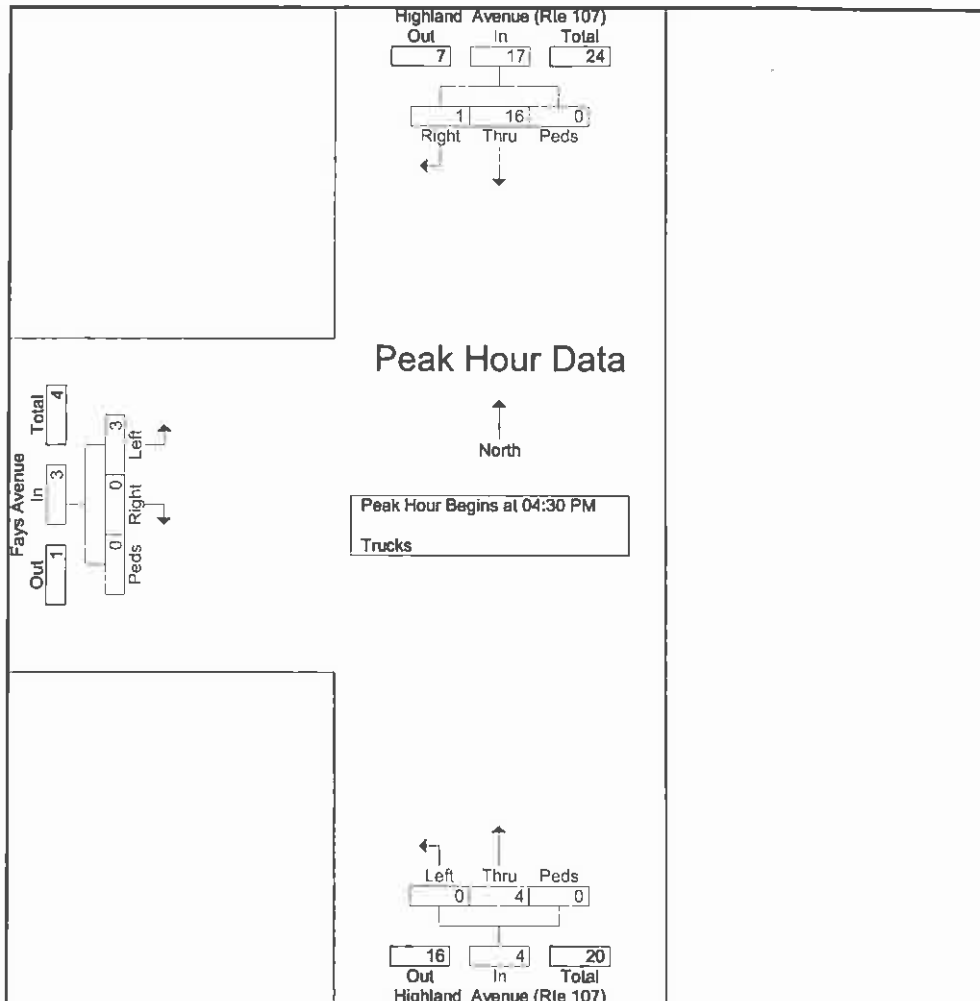 Highland Avenue (Rte 107)
Out In Total
7 17 24
1 16 0
Right Thru Peds
Peak Hour Data
North
Peak Hour Begins at 04:30 PM
Trucks
Fays Avenue
Out In Total
1 3 4
0 0 3
Peds Right Left
Left Thru Peds
0 4 0
16 4 20
Out In Total
Highland Avenue (Rte 107)